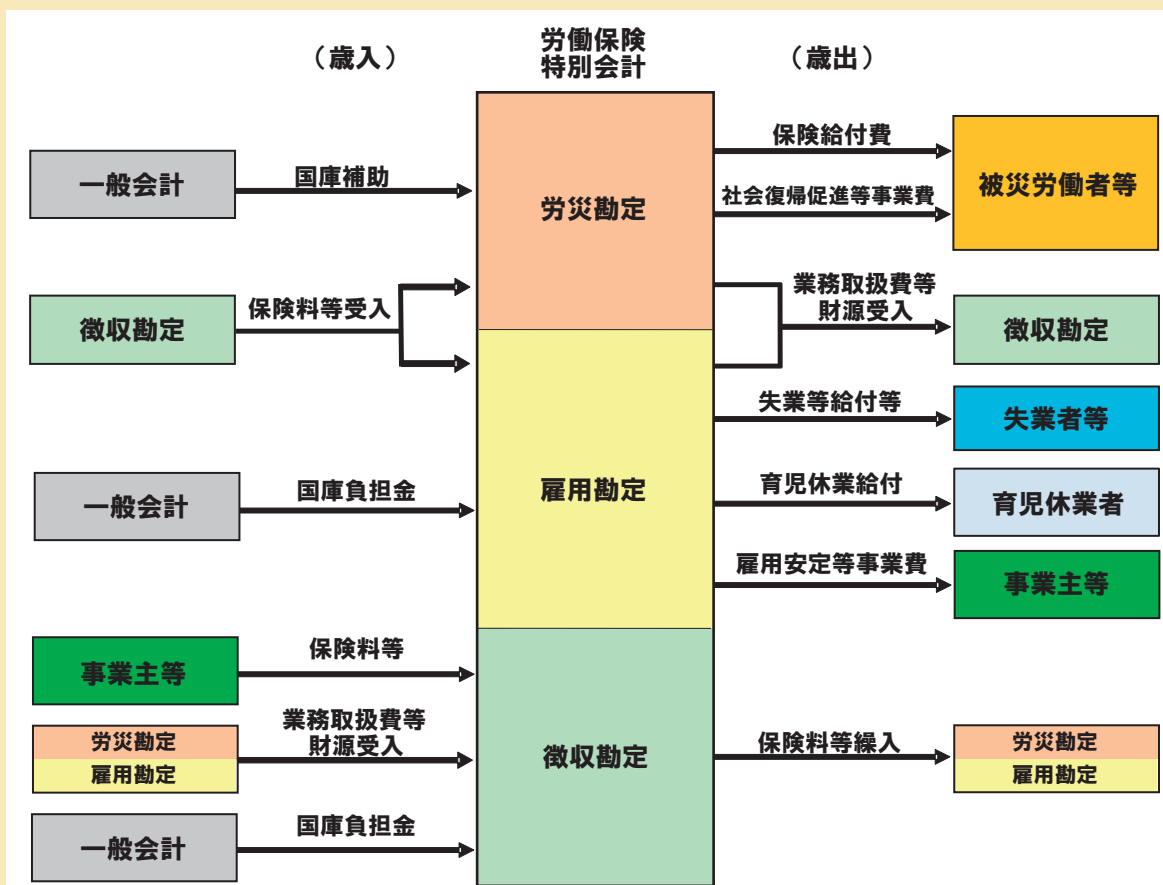 （歳入）
労働保険
特別会計
（歳出）
一般会計
国庫補助
徴収勘定
保険料等受入
一般会計
国庫負担金
事業主等
保険料等
労災勘定
雇用勘定
業務取扱費等
財源受入
一般会計
国庫負担金
労災勘定
雇用勘定
徴収勘定
保険給付費
社会復帰促進等事業費
被災労働者等
業務取扱費等
財源受入
徴収勘定
失業等給付等
失業者等
育児休業給付
育児休業者
雇用安定等事業費
事業主等
保険料等繰入
労災勘定
雇用勘定